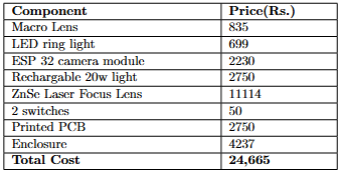 Component Price(Rs.)
Macro Lens 835
LED ring light 699
ESP 32 camera module 2230
Rechargable 20w light 2750
ZnSe Laser Focus Lens 11114
2 switches 50
Printed PCB 2750
Enclosure 4237
Total Cost 24,665